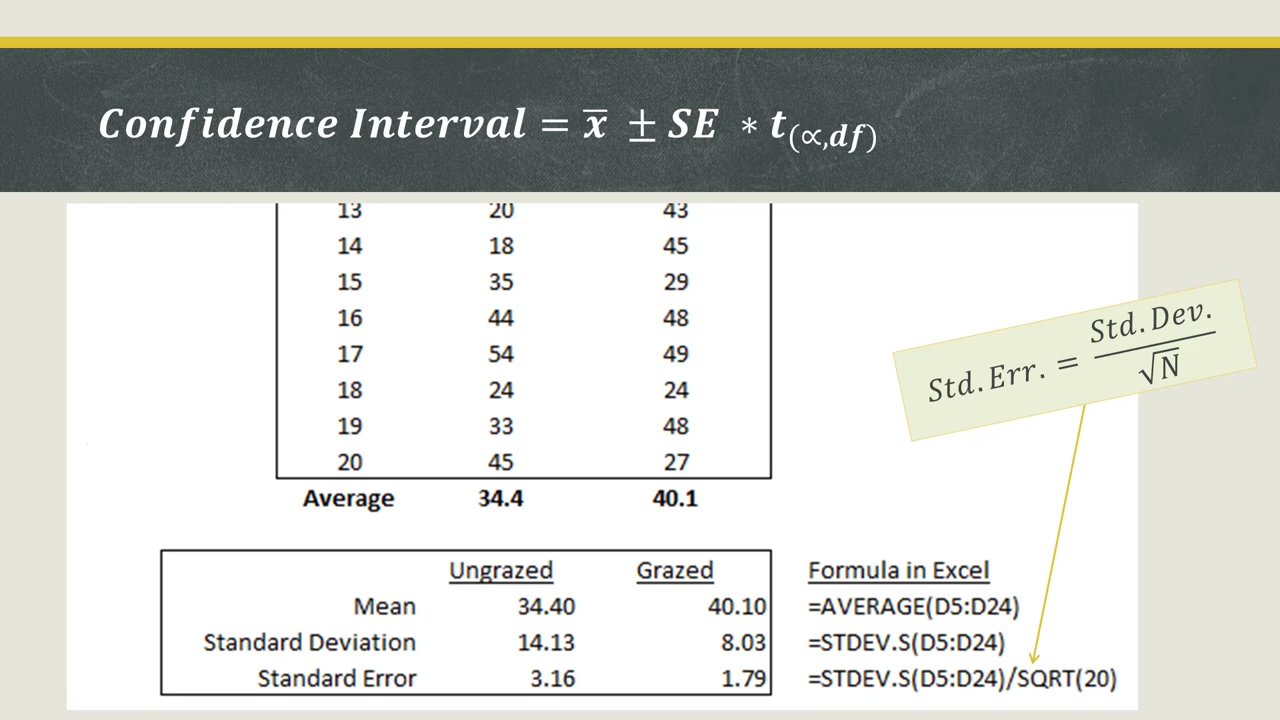 Confidence Interval = x̅ ± SE * t(∝,df)
13 20 43
14 18 45
15 35 29
16 44 48
17 54 49
18 24 24
19 33 48
20 45 27
Average 34.4 40.1
Std. Err. = Std. Dev. / √N
Ungrazed Grazed Formula in Excel
Mean 34.40 40.10 =AVERAGE(D5:D24)
Standard Deviation 14.13 8.03 =STDEV.S(D5:D24)
Standard Error 3.16 1.79 =STDEV.S(D5:D24)/SQRT(20)